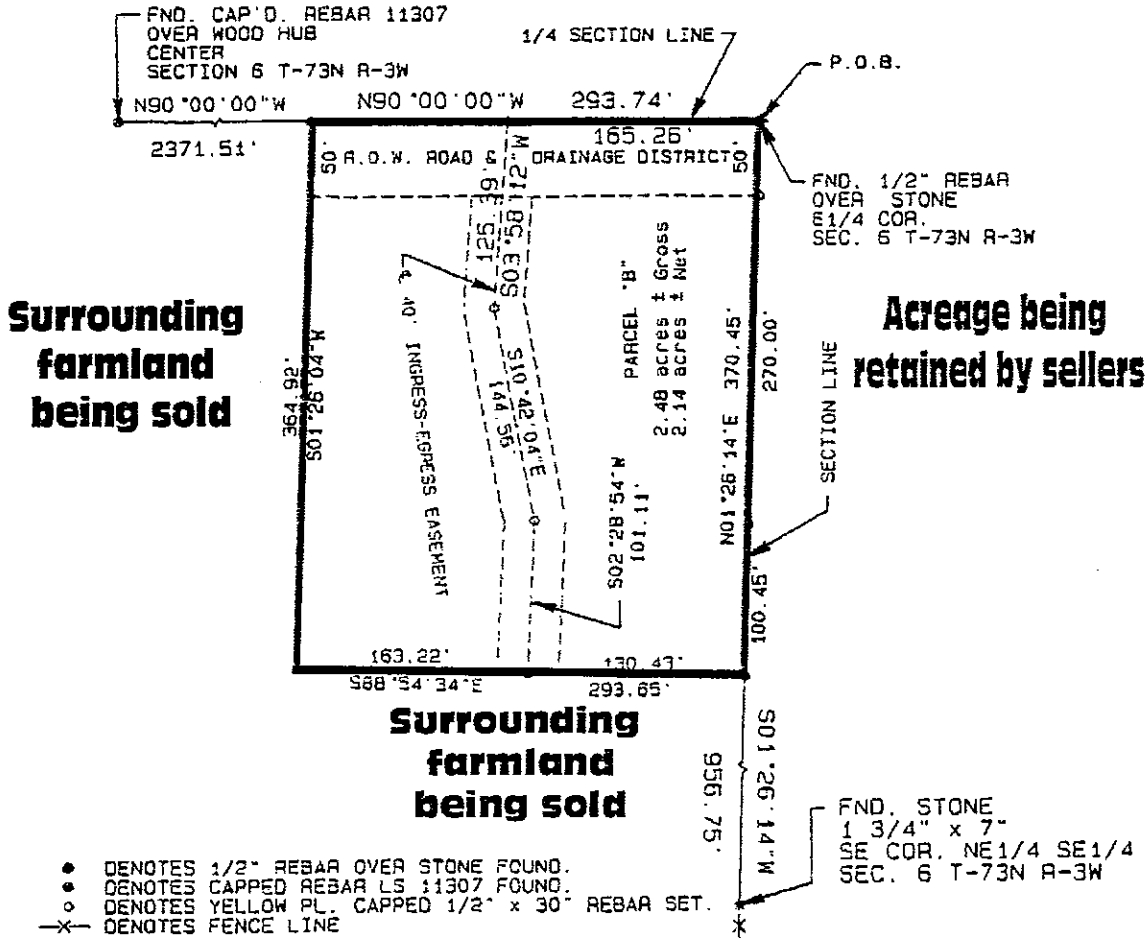 FND. CAP'D. REBAR 11307
OVER WOOD HUB
CENTER
SECTION 6 T-73N R-3W
1/4 SECTION LINE
P.O.B.
N90°00'00"W
N90°00'00"W 293.74'
2371.51'
165.26'
50' R.O.W. ROAD & DRAINAGE DISTRICT 50'
FND. 1/2" REBAR
OVER STONE
E1/4 COR.
SEC. 6 T-73N R-3W
125.39'
S03°58'12"W
℄ 40' INGRESS-EGRESS EASEMENT
S10°42'04"E
144.56'
PARCEL "B"
2.48 acres ± Gross
2.14 acres ± Net
N01°26'14"E 370.45'
270.00'
SECTION LINE
Surrounding
farmland
being sold
364.92'
S01°26'04"W
Acreage being
retained by sellers
S02°28'54"W
101.11'
100.45'
163.22'
130.43'
S88°54'34"E
293.65'
Surrounding
farmland
being sold
S01°26'14"W
956.75'
FND. STONE
1 3/4" x 7"
SE COR. NE1/4 SE1/4
SEC. 6 T-73N R-3W
DENOTES 1/2" REBAR OVER STONE FOUND.
DENOTES CAPPED REBAR LS 11307 FOUND.
DENOTES YELLOW PL. CAPPED 1/2" x 30" REBAR SET.
DENOTES FENCE LINE